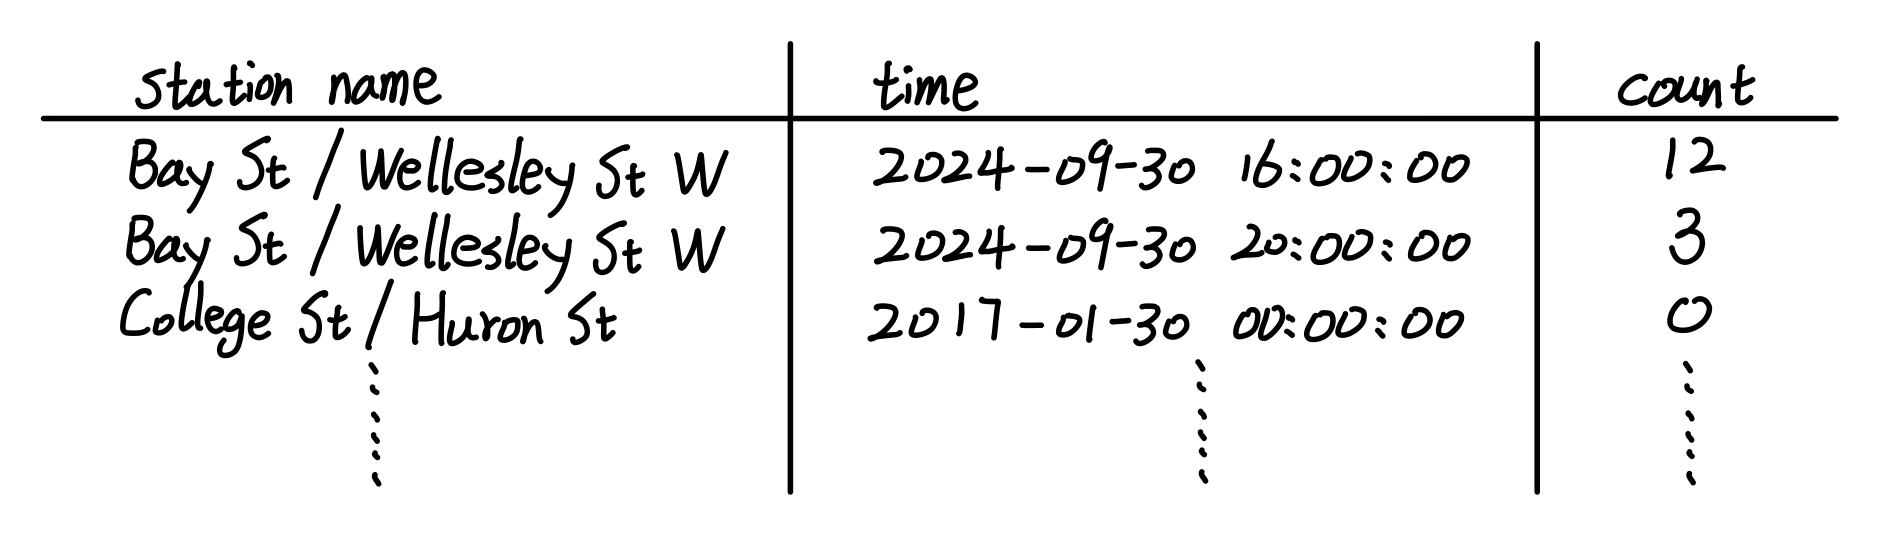 station name time count
Bay St / Wellesley St W 2024-09-30 16:00:00 12
Bay St / Wellesley St W 2024-09-30 20:00:00 3
College St / Huron St 2017-01-30 00:00:00 0